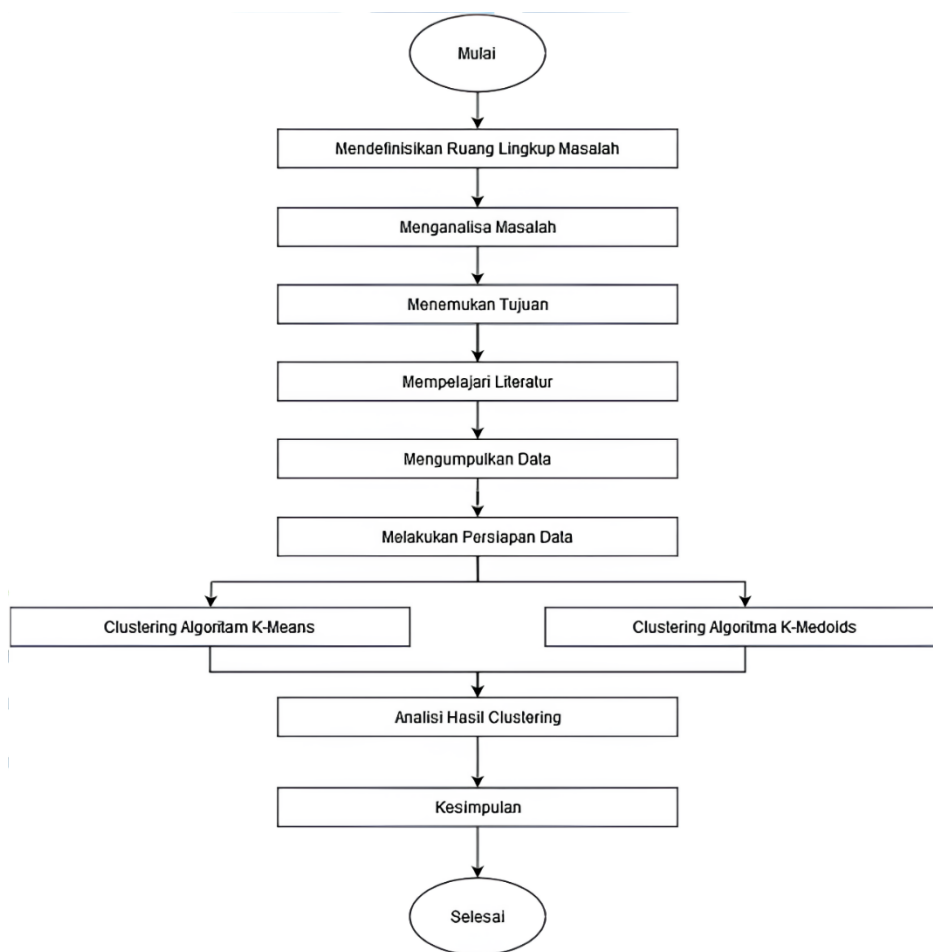 Mulai
Mendefinisikan Ruang Lingkup Masalah
Menganalisa Masalah
Menemukan Tujuan
Mempelajari Literatur
Mengumpulkan Data
Melakukan Persiapan Data
Clustering Algoritam K-Means
Clustering Algoritma K-Medoids
Analisi Hasil Clustering
Kesimpulan
Selesai